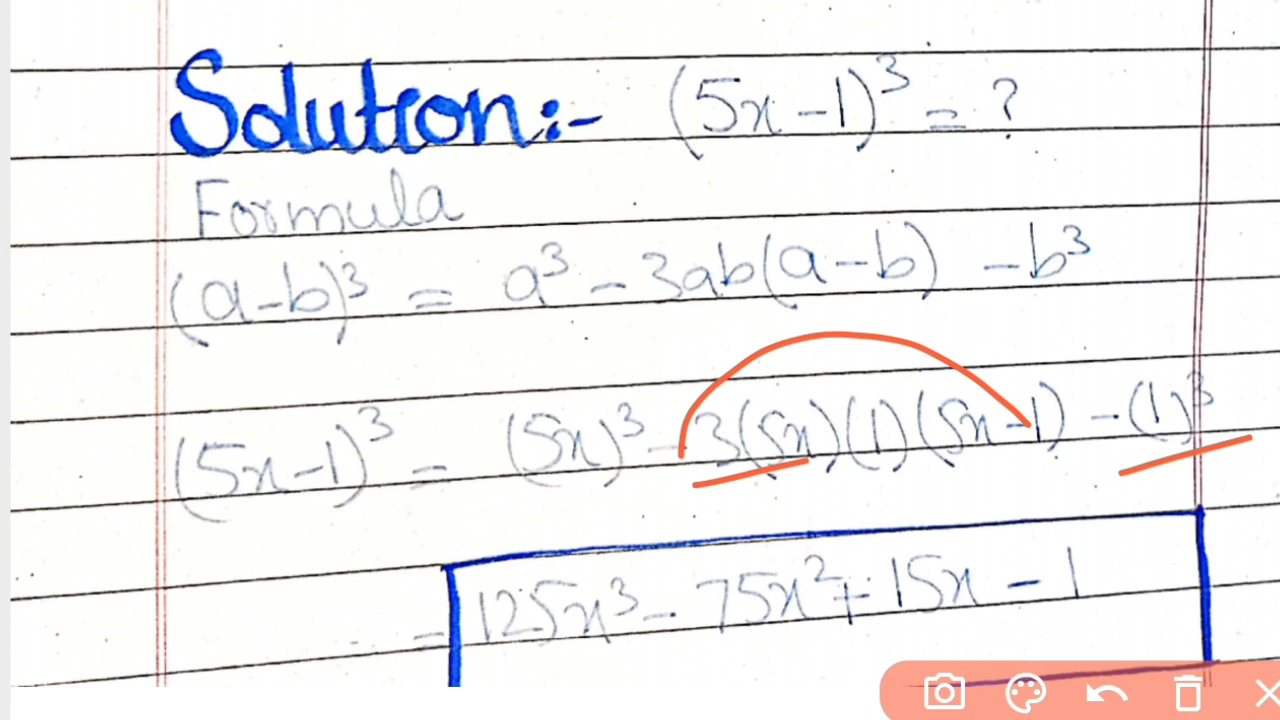 Solution:- (5x-1)³ = ?
Formula
(a-b)³ = a³ - 3ab(a-b) - b³
(5x-1)³ = (5x)³ - 3(5x)(1)(5x-1) - (1)³
= 125x³ - 75x² + 15x - 1